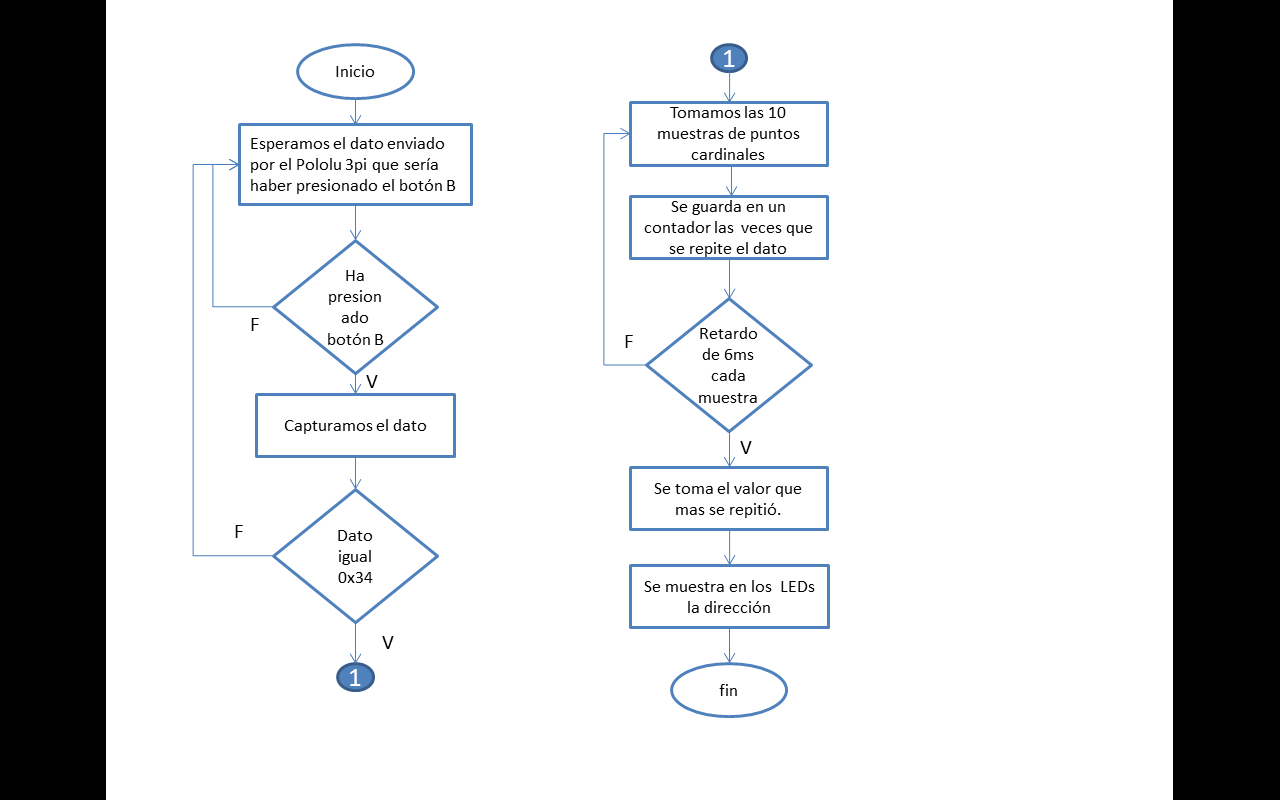 Inicio
Esperamos el dato enviado
por el Pololu 3pi que sería
haber presionado el botón B
Ha
presion
ado
botón B
F
V
Capturamos el dato
F
Dato
igual
0x34
V
1
1
Tomamos las 10
muestras de puntos
cardinales
Se guarda en un
contador las veces que
se repite el dato
Retardo
de 6ms
cada
muestra
F
V
Se toma el valor que
mas se repitió.
Se muestra en los LEDs
la dirección
fin